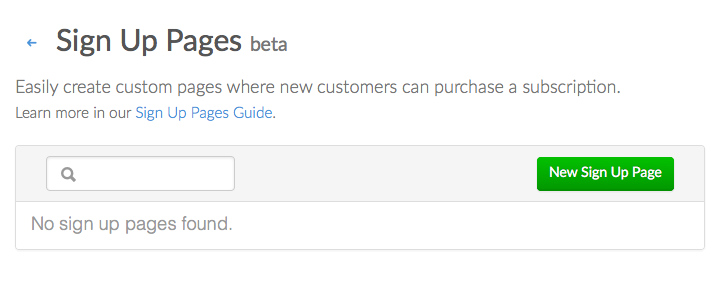 ← Sign Up Pages beta
Easily create custom pages where new customers can purchase a subscription.
Learn more in our Sign Up Pages Guide.
New Sign Up Page
No sign up pages found.